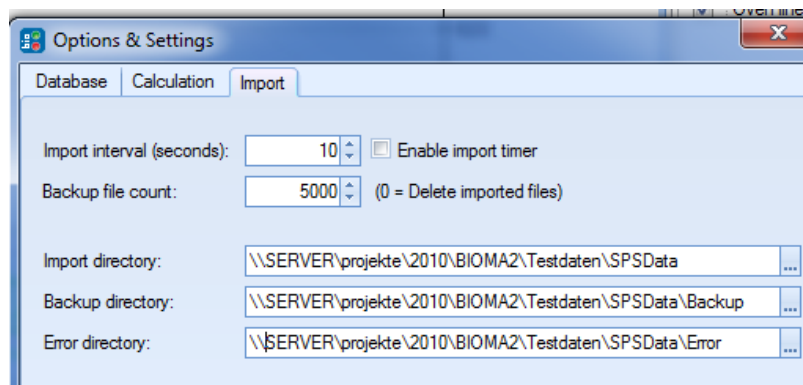 Options & Settings
Database Calculation Import
Import interval (seconds): 10 Enable import timer
Backup file count: 5000 (0 = Delete imported files)
Import directory: \\SERVER\projekte\2010\BIOMA2\Testdaten\SPSData ...
Backup directory: \\SERVER\projekte\2010\BIOMA2\Testdaten\SPSData\Backup ...
Error directory: \\SERVER\projekte\2010\BIOMA2\Testdaten\SPSData\Error ...